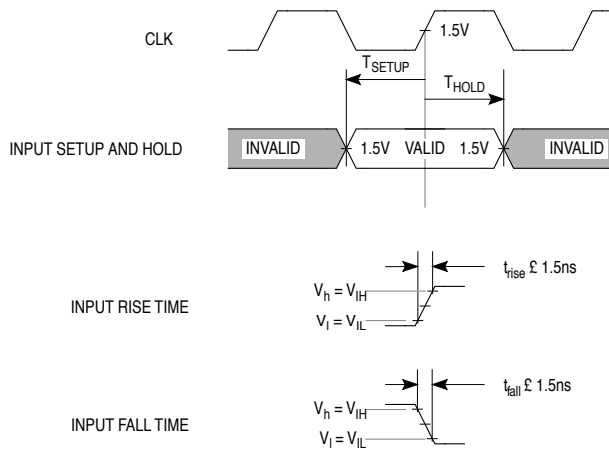 CLK
1.5V
TSETUP
THOLD
INPUT SETUP AND HOLD
INVALID
1.5V VALID 1.5V
INVALID
trise £ 1.5ns
Vh = VIH
INPUT RISE TIME
Vl = VIL
tfall £ 1.5ns
Vh = VIH
INPUT FALL TIME
Vl = VIL